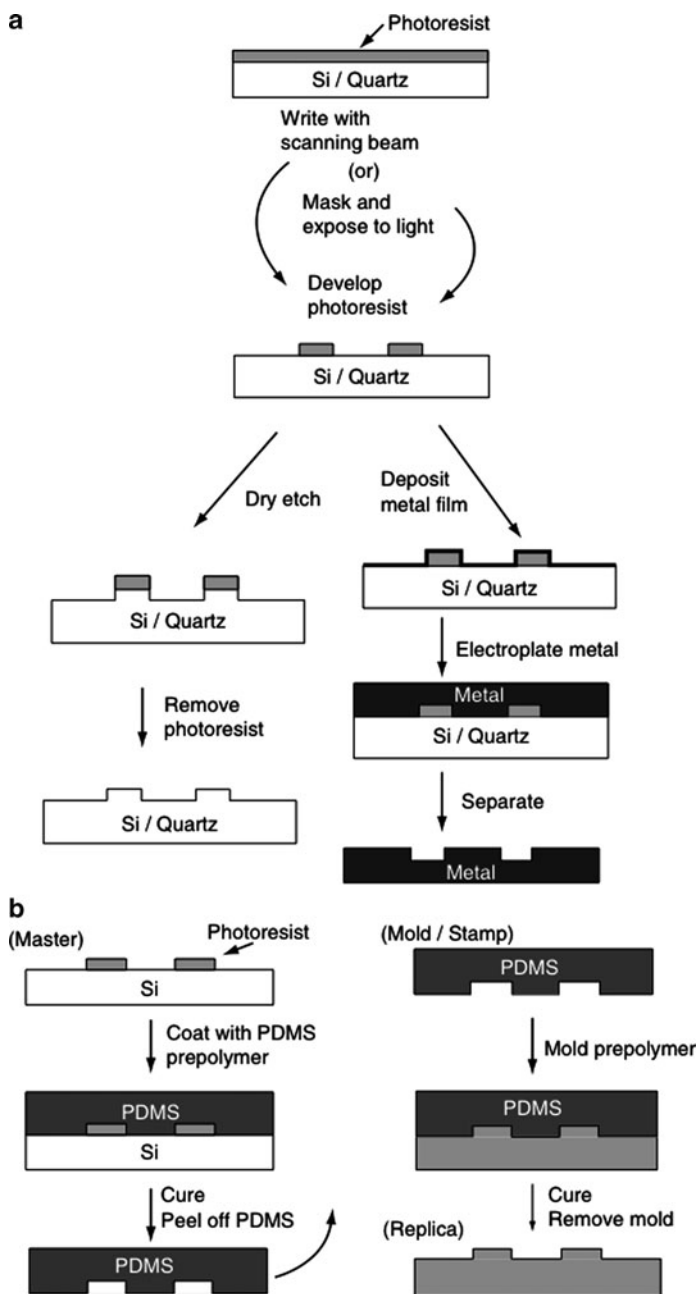 a
Photoresist
Si / Quartz
Write with
scanning beam
(or)
Mask and
expose to light
Develop
photoresist
Si / Quartz
Dry etch
Deposit
metal film
Si / Quartz
Si / Quartz
Electroplate metal
Remove
photoresist
Metal
Si / Quartz
Separate
Si / Quartz
Metal
b
(Master)
Photoresist
Si
Coat with PDMS
prepolymer
PDMS
Si
Cure
Peel off PDMS
PDMS
(Mold / Stamp)
PDMS
Mold prepolymer
PDMS
Cure
Remove mold
(Replica)